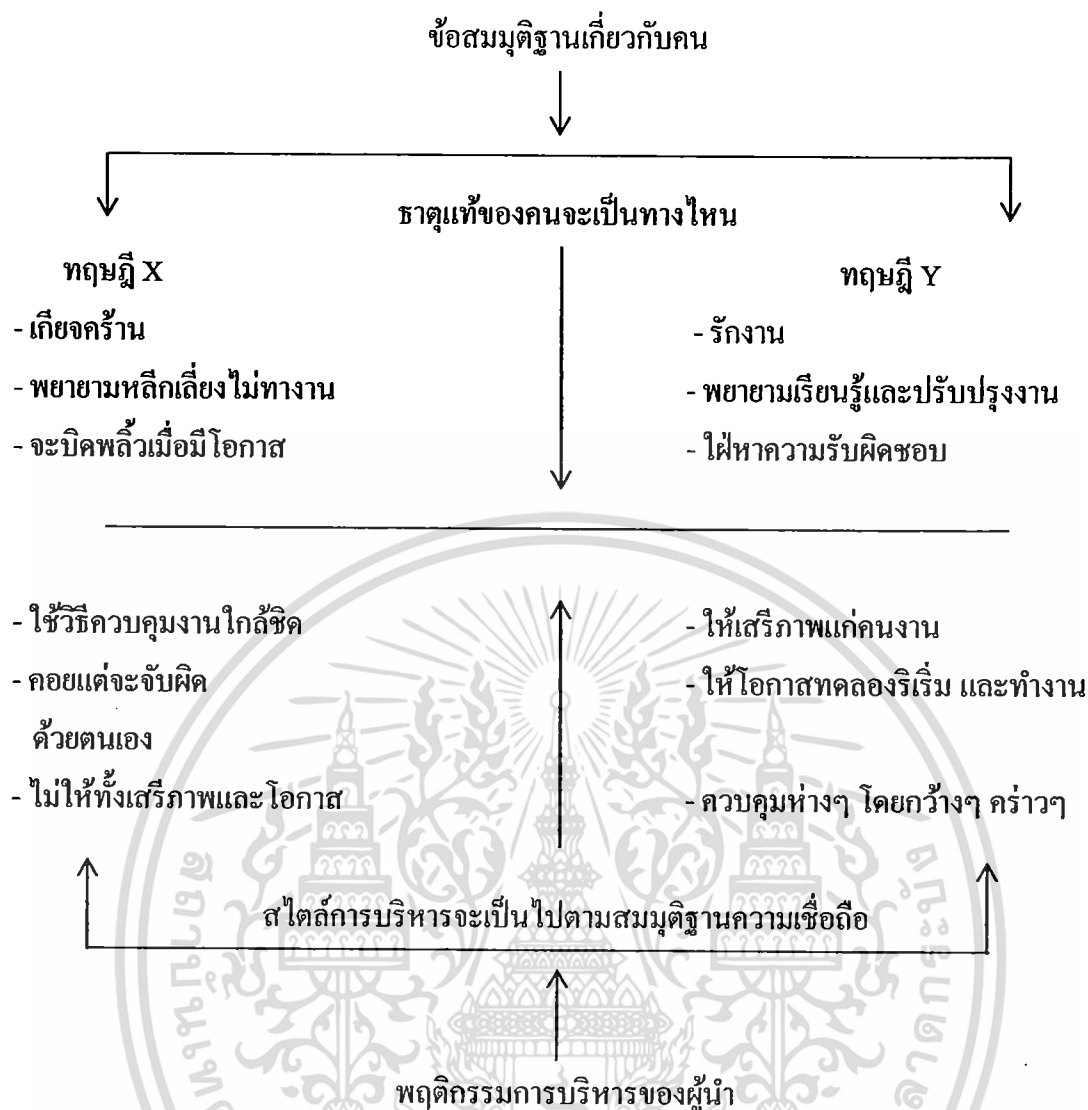 ข้อสมมุติฐานเกี่ยวกับคน
ธาตุแท้ของคนจะเป็นทางไหน
ทฤษฎี X
- เกียจคร้าน
- พยายามหลีกเลี่ยงไม่ทางาน
- จะบิดพลิ้วเมื่อมีโอกาส
ทฤษฎี Y
- รักงาน
- พยายามเรียนรู้และปรับปรุงงาน
- ใฝ่หาความรับผิดชอบ
- ใช้วิธีควบคุมงานใกล้ชิด
- คอยแต่จะจับผิด
ด้วยตนเอง
- ไม่ให้ทั้งเสรีภาพและโอกาส
- ให้เสรีภาพแก่คนงาน
- ให้โอกาสทดลองริเริ่ม และทำงาน
- ควบคุมห่างๆ โดยกว้างๆ คร่าวๆ
สไตล์การบริหารจะเป็นไปตามสมมุติฐานความเชื่อถือ
พฤติกรรมการบริหารของผู้นำ